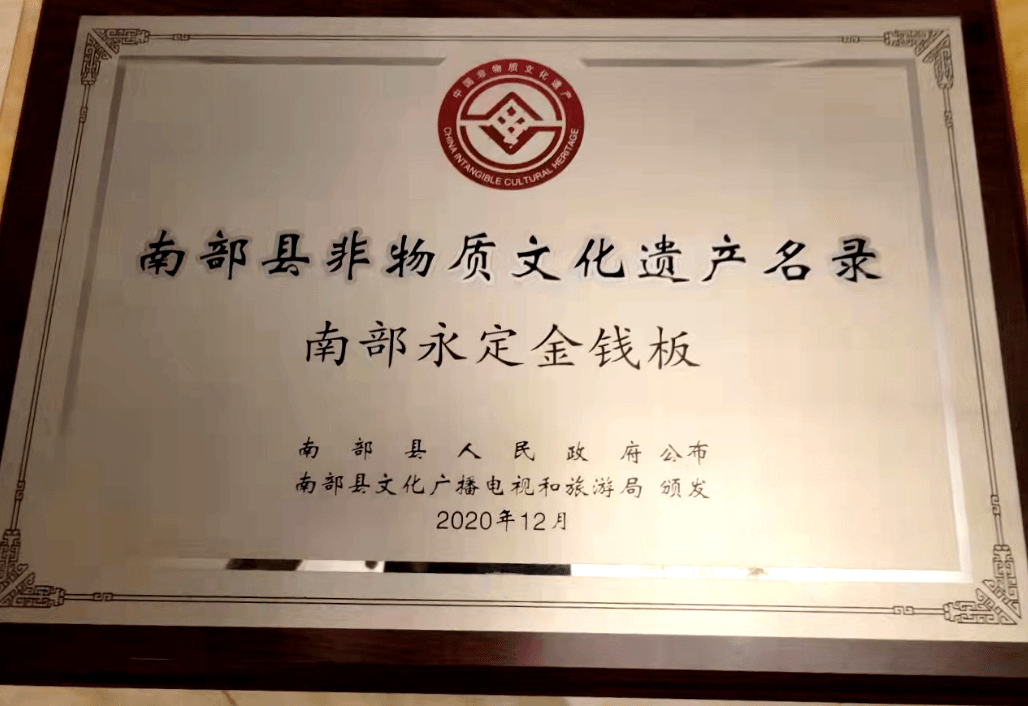 中国非物质文化遗产
CHINA INTANGIBLE CULTURAL HERITAGE
南部县非物质文化遗产名录
南部永定金钱板
南部县人民政府 公布
南部县文化广播电视和旅游局 颁发
2020年12月